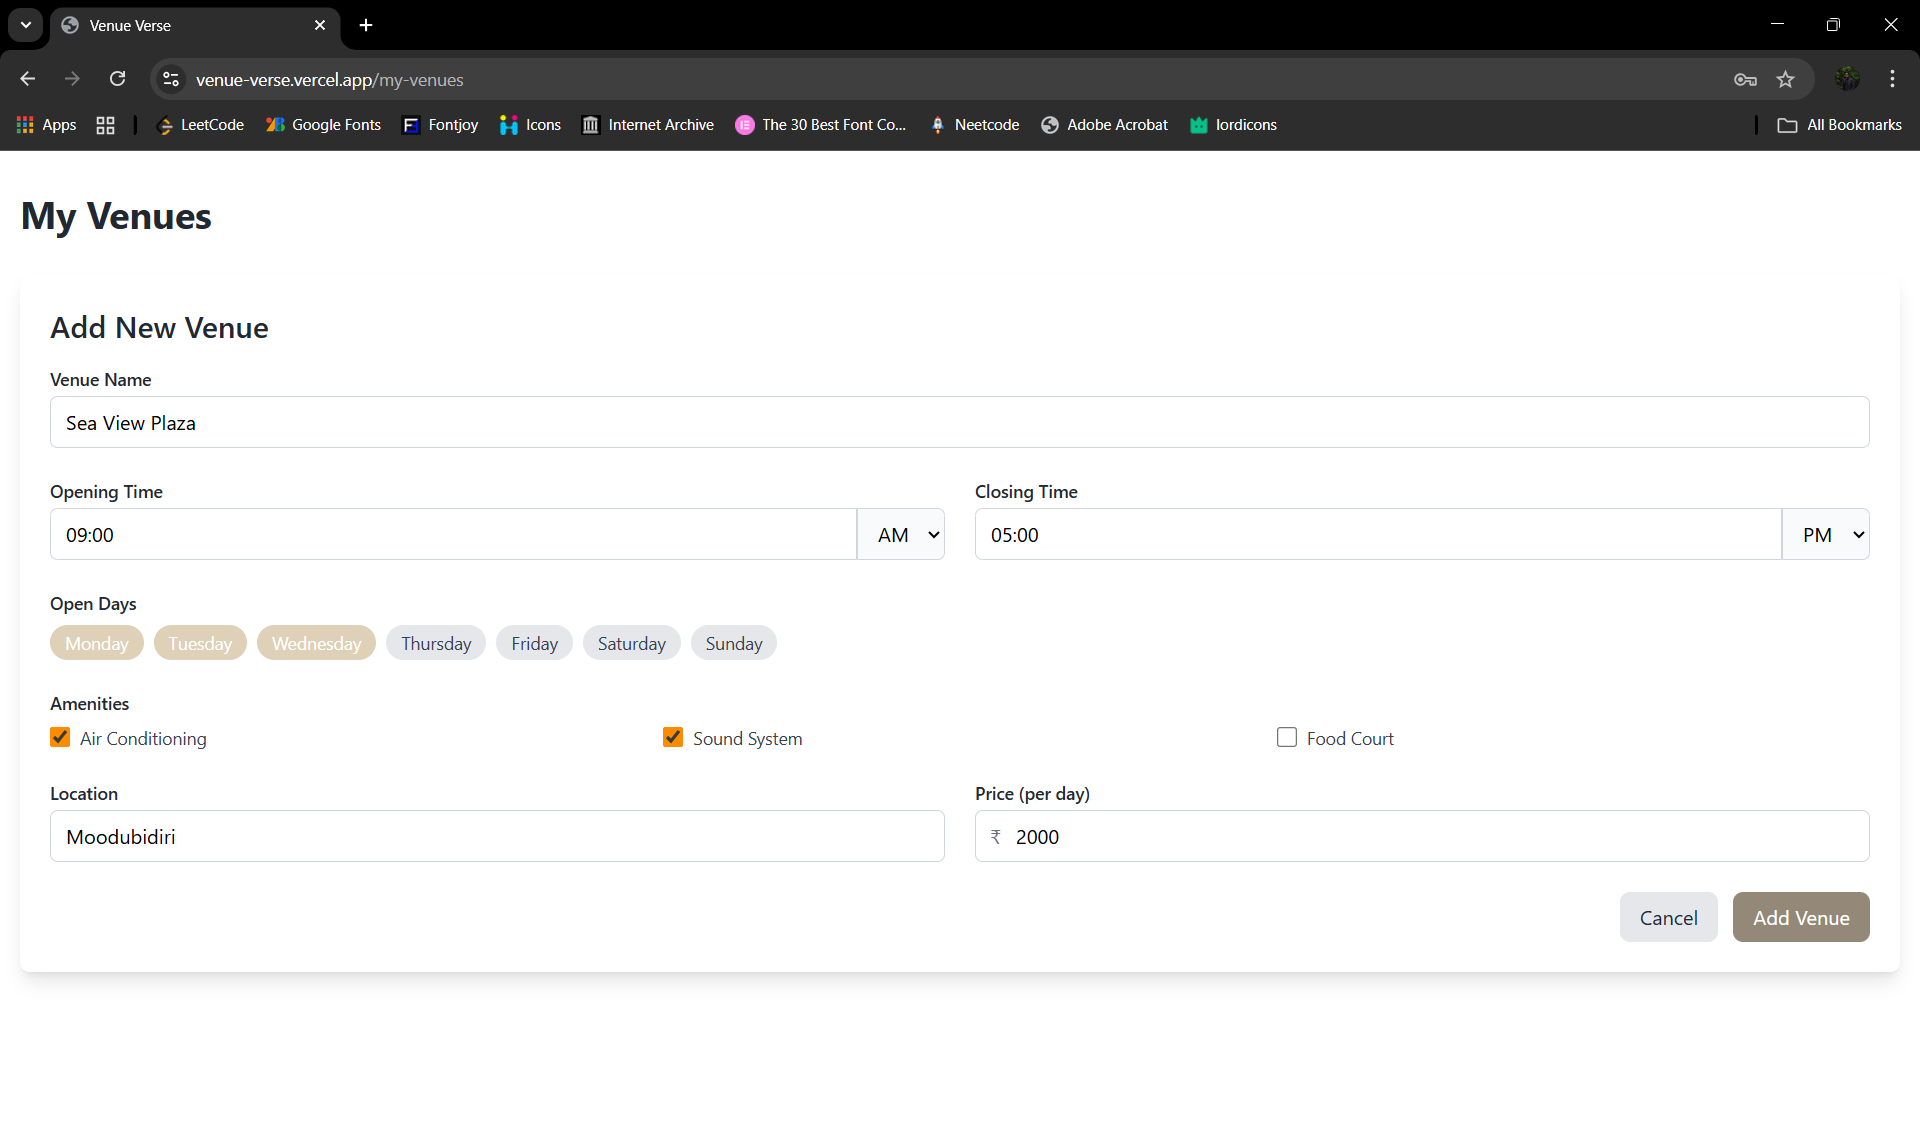 Venue Verse
venue-verse.vercel.app/my-venues
Apps LeetCode Google Fonts Fontjoy Icons Internet Archive The 30 Best Font Co... Neetcode Adobe Acrobat lordicons All Bookmarks
My Venues
Add New Venue
Venue Name
Sea View Plaza
Opening Time Closing Time
09:00 AM 05:00 PM
Open Days
Monday Tuesday Wednesday Thursday Friday Saturday Sunday
Amenities
Air Conditioning Sound System Food Court
Location Price (per day)
Moodubidiri ₹ 2000
Cancel Add Venue